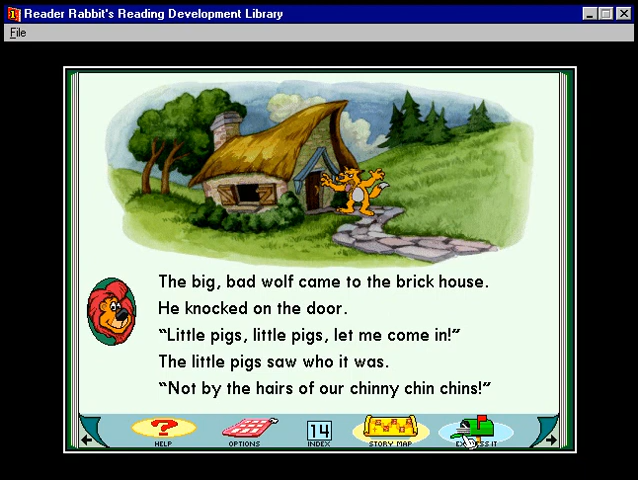 Reader Rabbit's Reading Development Library
File
The big, bad wolf came to the brick house.
He knocked on the door.
“Little pigs, little pigs, let me come in!”
The little pigs saw who it was.
“Not by the hairs of our chinny chin chins!”
14
HELP
OPTIONS
INDEX
STORY MAP